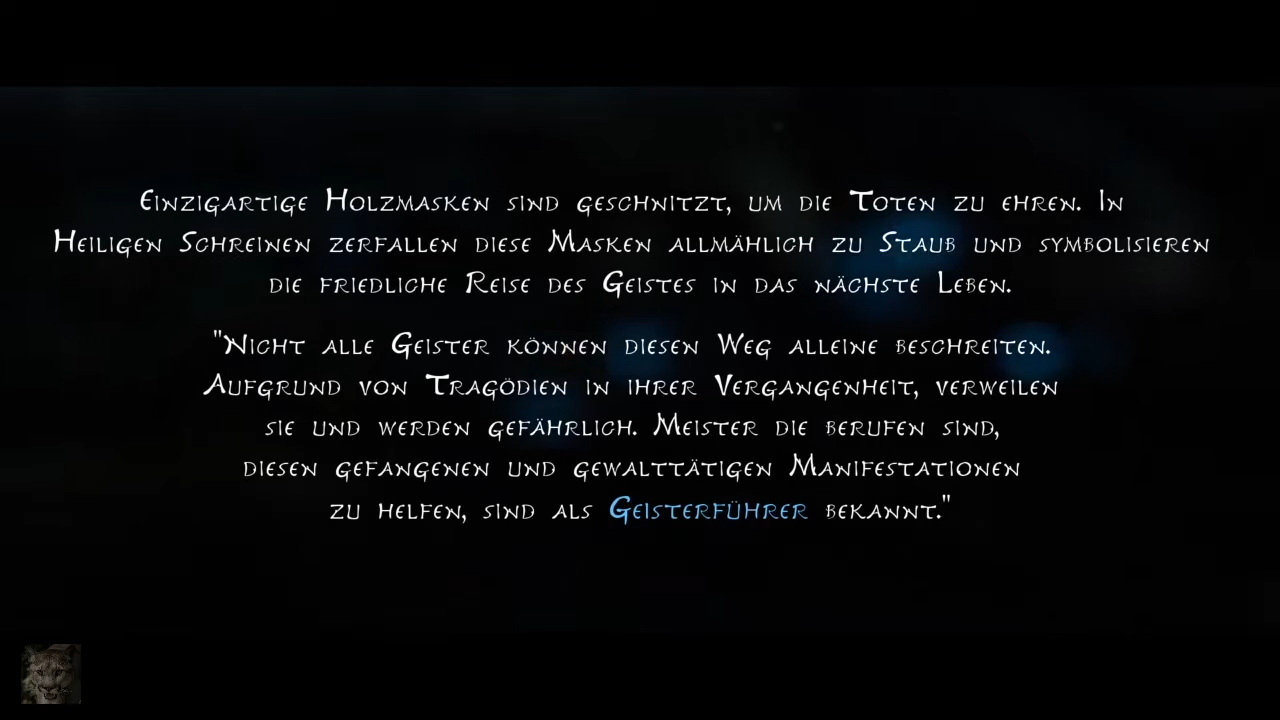 Einzigartige Holzmasken sind geschnitzt, um die Toten zu ehren. In
Heiligen Schreinen zerfallen diese Masken allmählich zu Staub und symbolisieren
die friedliche Reise des Geistes in das nächste Leben.
"Nicht alle Geister können diesen Weg alleine beschreiten.
Aufgrund von Tragödien in ihrer Vergangenheit, verweilen
sie und werden gefährlich. Meister die berufen sind,
diesen gefangenen und gewalttätigen Manifestationen
zu helfen, sind als Geisterführer bekannt."